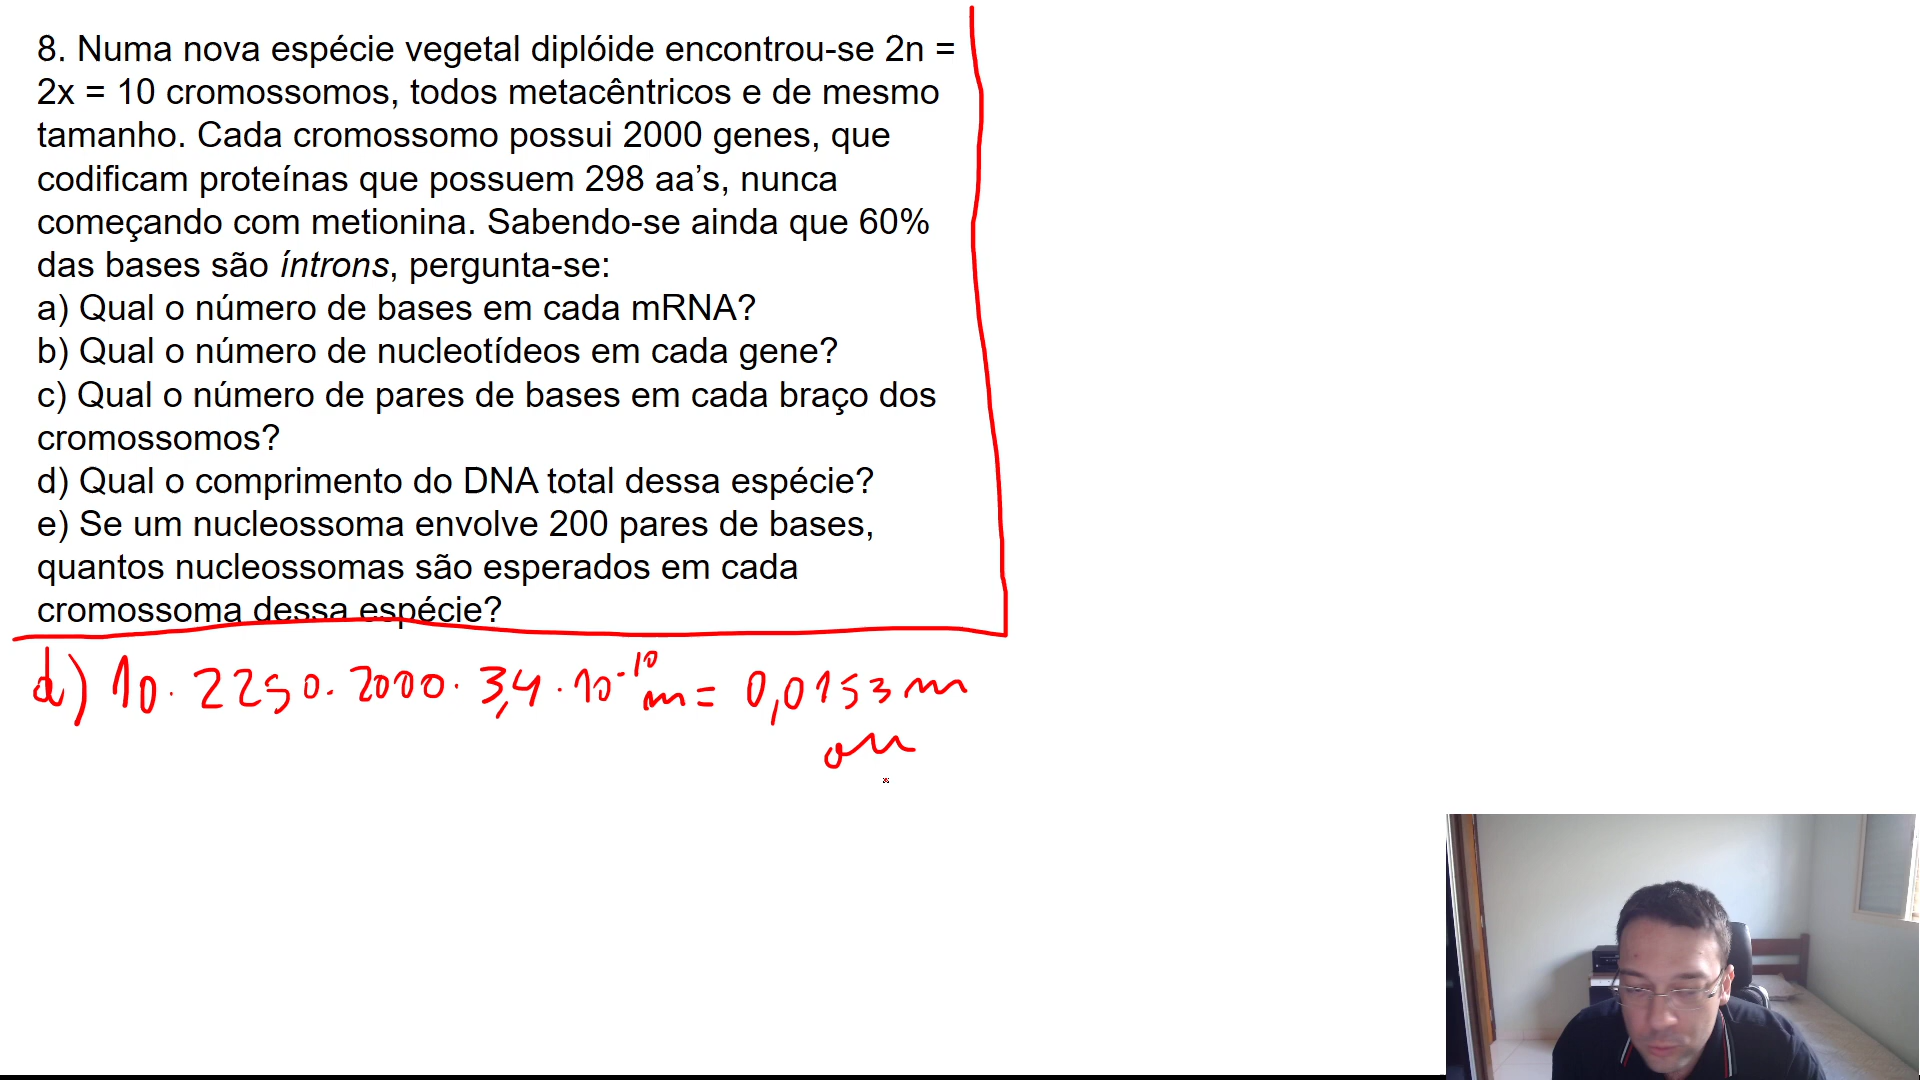 8. Numa nova espécie vegetal diplóide encontrou-se 2n =
2x = 10 cromossomos, todos metacêntricos e de mesmo
tamanho. Cada cromossomo possui 2000 genes, que
codificam proteínas que possuem 298 aa’s, nunca
começando com metionina. Sabendo-se ainda que 60%
das bases são íntrons, pergunta-se:
a) Qual o número de bases em cada mRNA?
b) Qual o número de nucleotídeos em cada gene?
c) Qual o número de pares de bases em cada braço dos
cromossomos?
d) Qual o comprimento do DNA total dessa espécie?
e) Se um nucleossoma envolve 200 pares de bases,
quantos nucleossomas são esperados em cada
cromossoma dessa espécie?
d) 10 . 2250 . 2000 . 3,4 . 10⁻¹⁰ m = 0,0153 m
ou